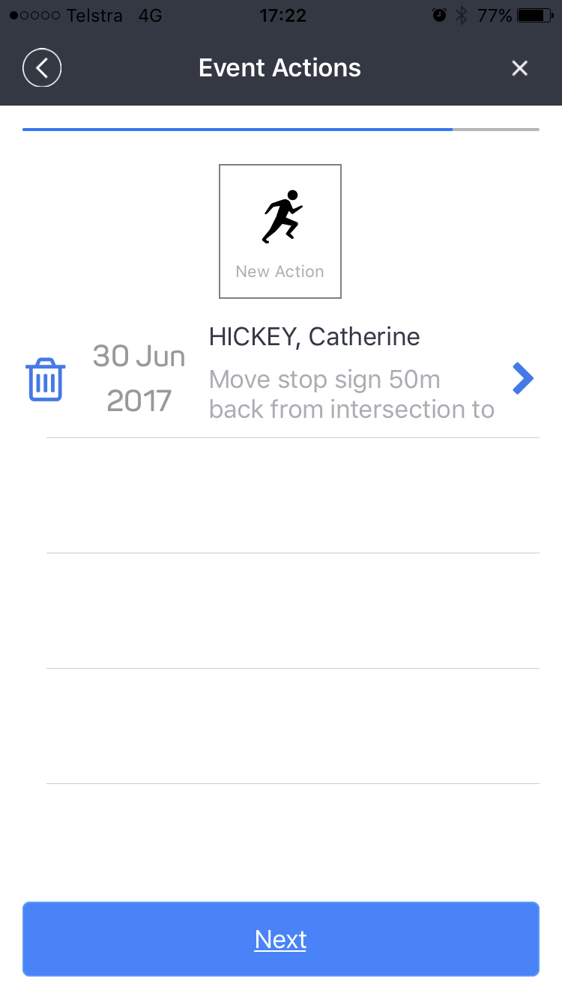 Telstra 4G 17:22 77%
Event Actions
New Action
30 Jun
2017
HICKEY, Catherine
Move stop sign 50m
back from intersection to
Next